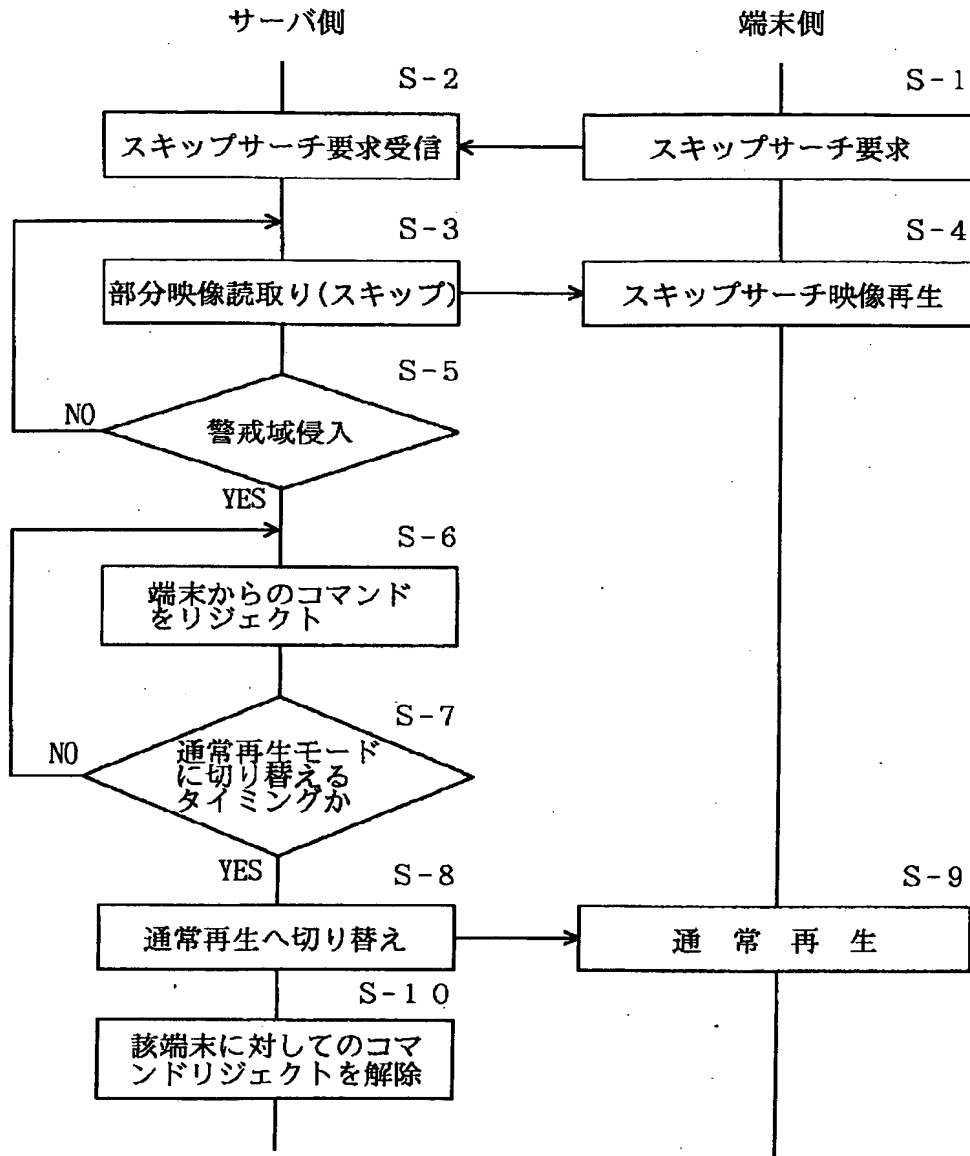 サーバ側
端末側
S-2
S-1
スキップサーチ要求受信
スキップサーチ要求
S-3
S-4
部分映像読取り(スキップ)
スキップサーチ映像再生
S-5
NO
警戒域侵入
YES
S-6
端末からのコマンド
をリジェクト
S-7
NO
通常再生モード
に切り替える
タイミングか
YES
S-8
S-9
通常再生へ切り替え
通 常 再 生
S-10
該端末に対してのコマ
ンドリジェクトを解除